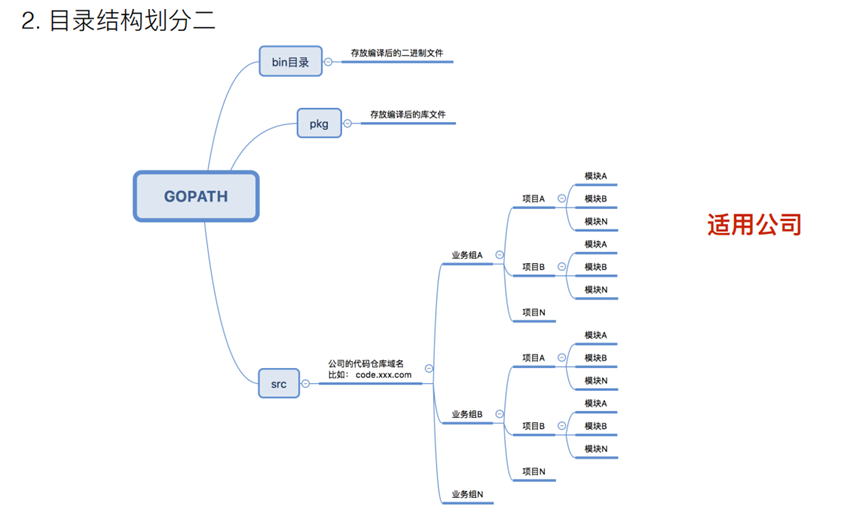 2. 目录结构划分二
bin目录
存放编译后的二进制文件
pkg
存放编译后的库文件
GOPATH
适用公司
src
公司的代码仓库域名
比如： code.xxx.com
业务组A
项目A
模块A
模块B
模块N
项目B
模块A
模块B
模块N
项目N
业务组B
项目A
模块A
模块B
模块N
项目B
模块A
模块B
模块N
项目N
业务组N